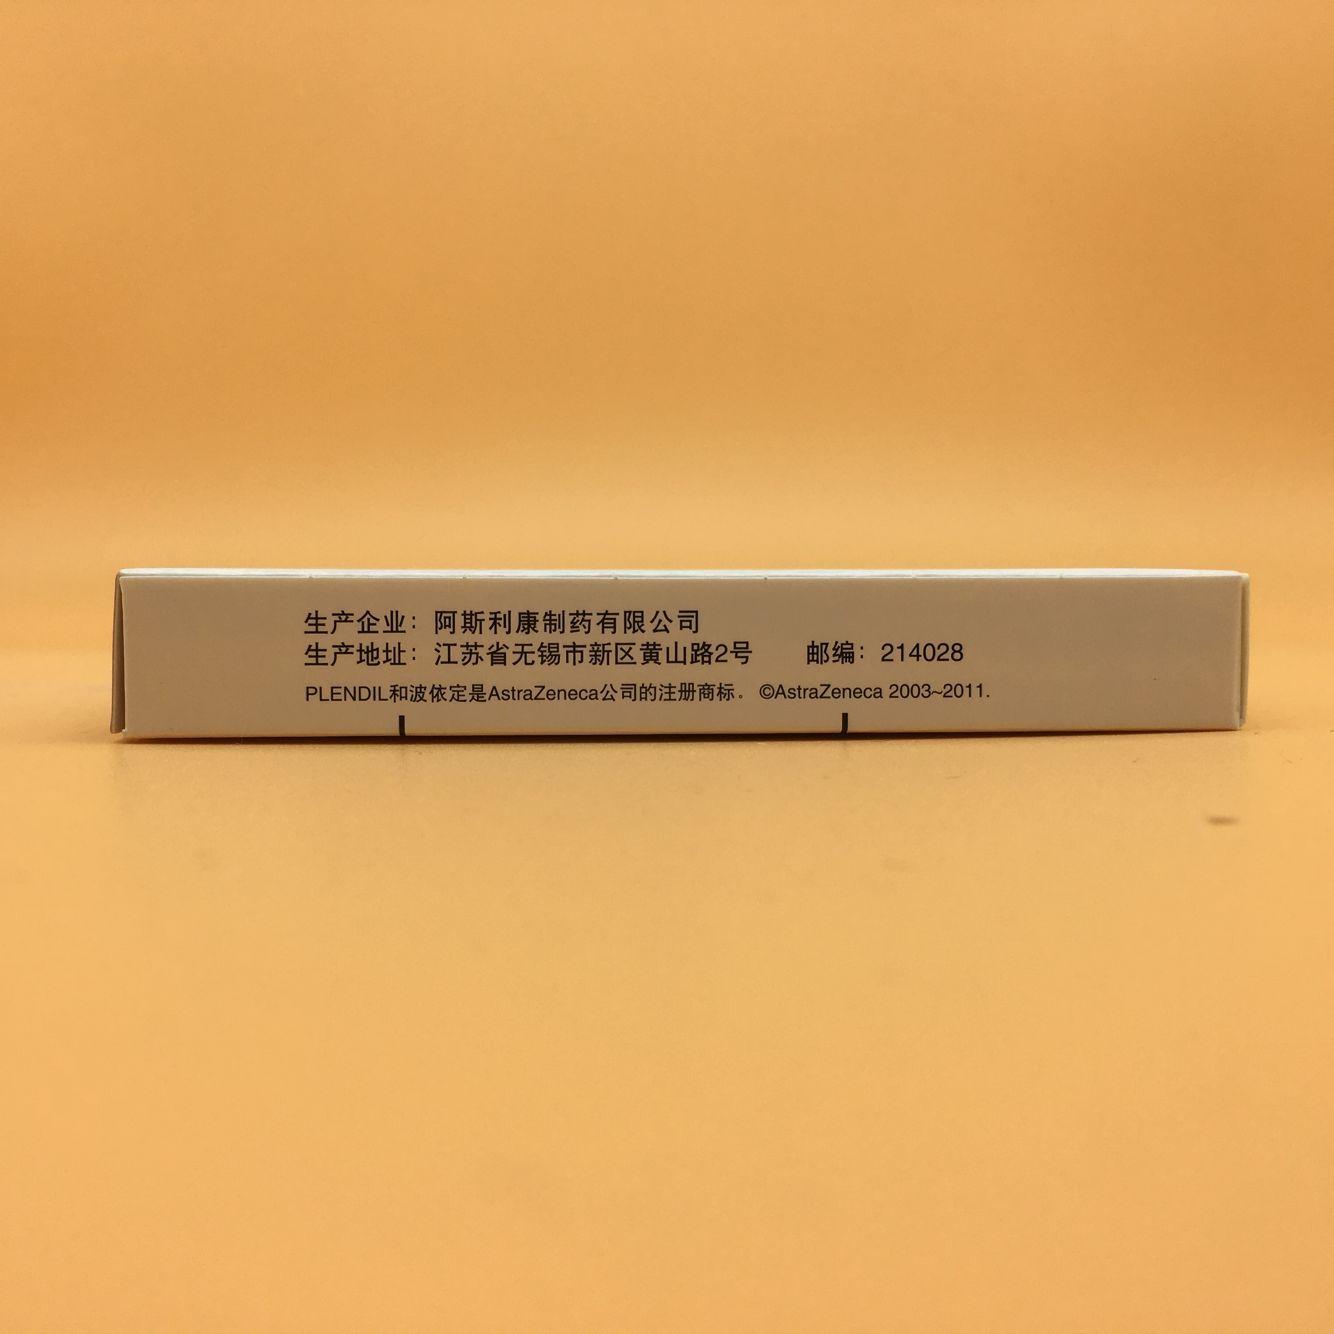 生产企业：阿斯利康制药有限公司
生产地址：江苏省无锡市新区黄山路2号 邮编：214028
PLENDIL和波依定是AstraZeneca公司的注册商标。 ©AstraZeneca 2003~2011.